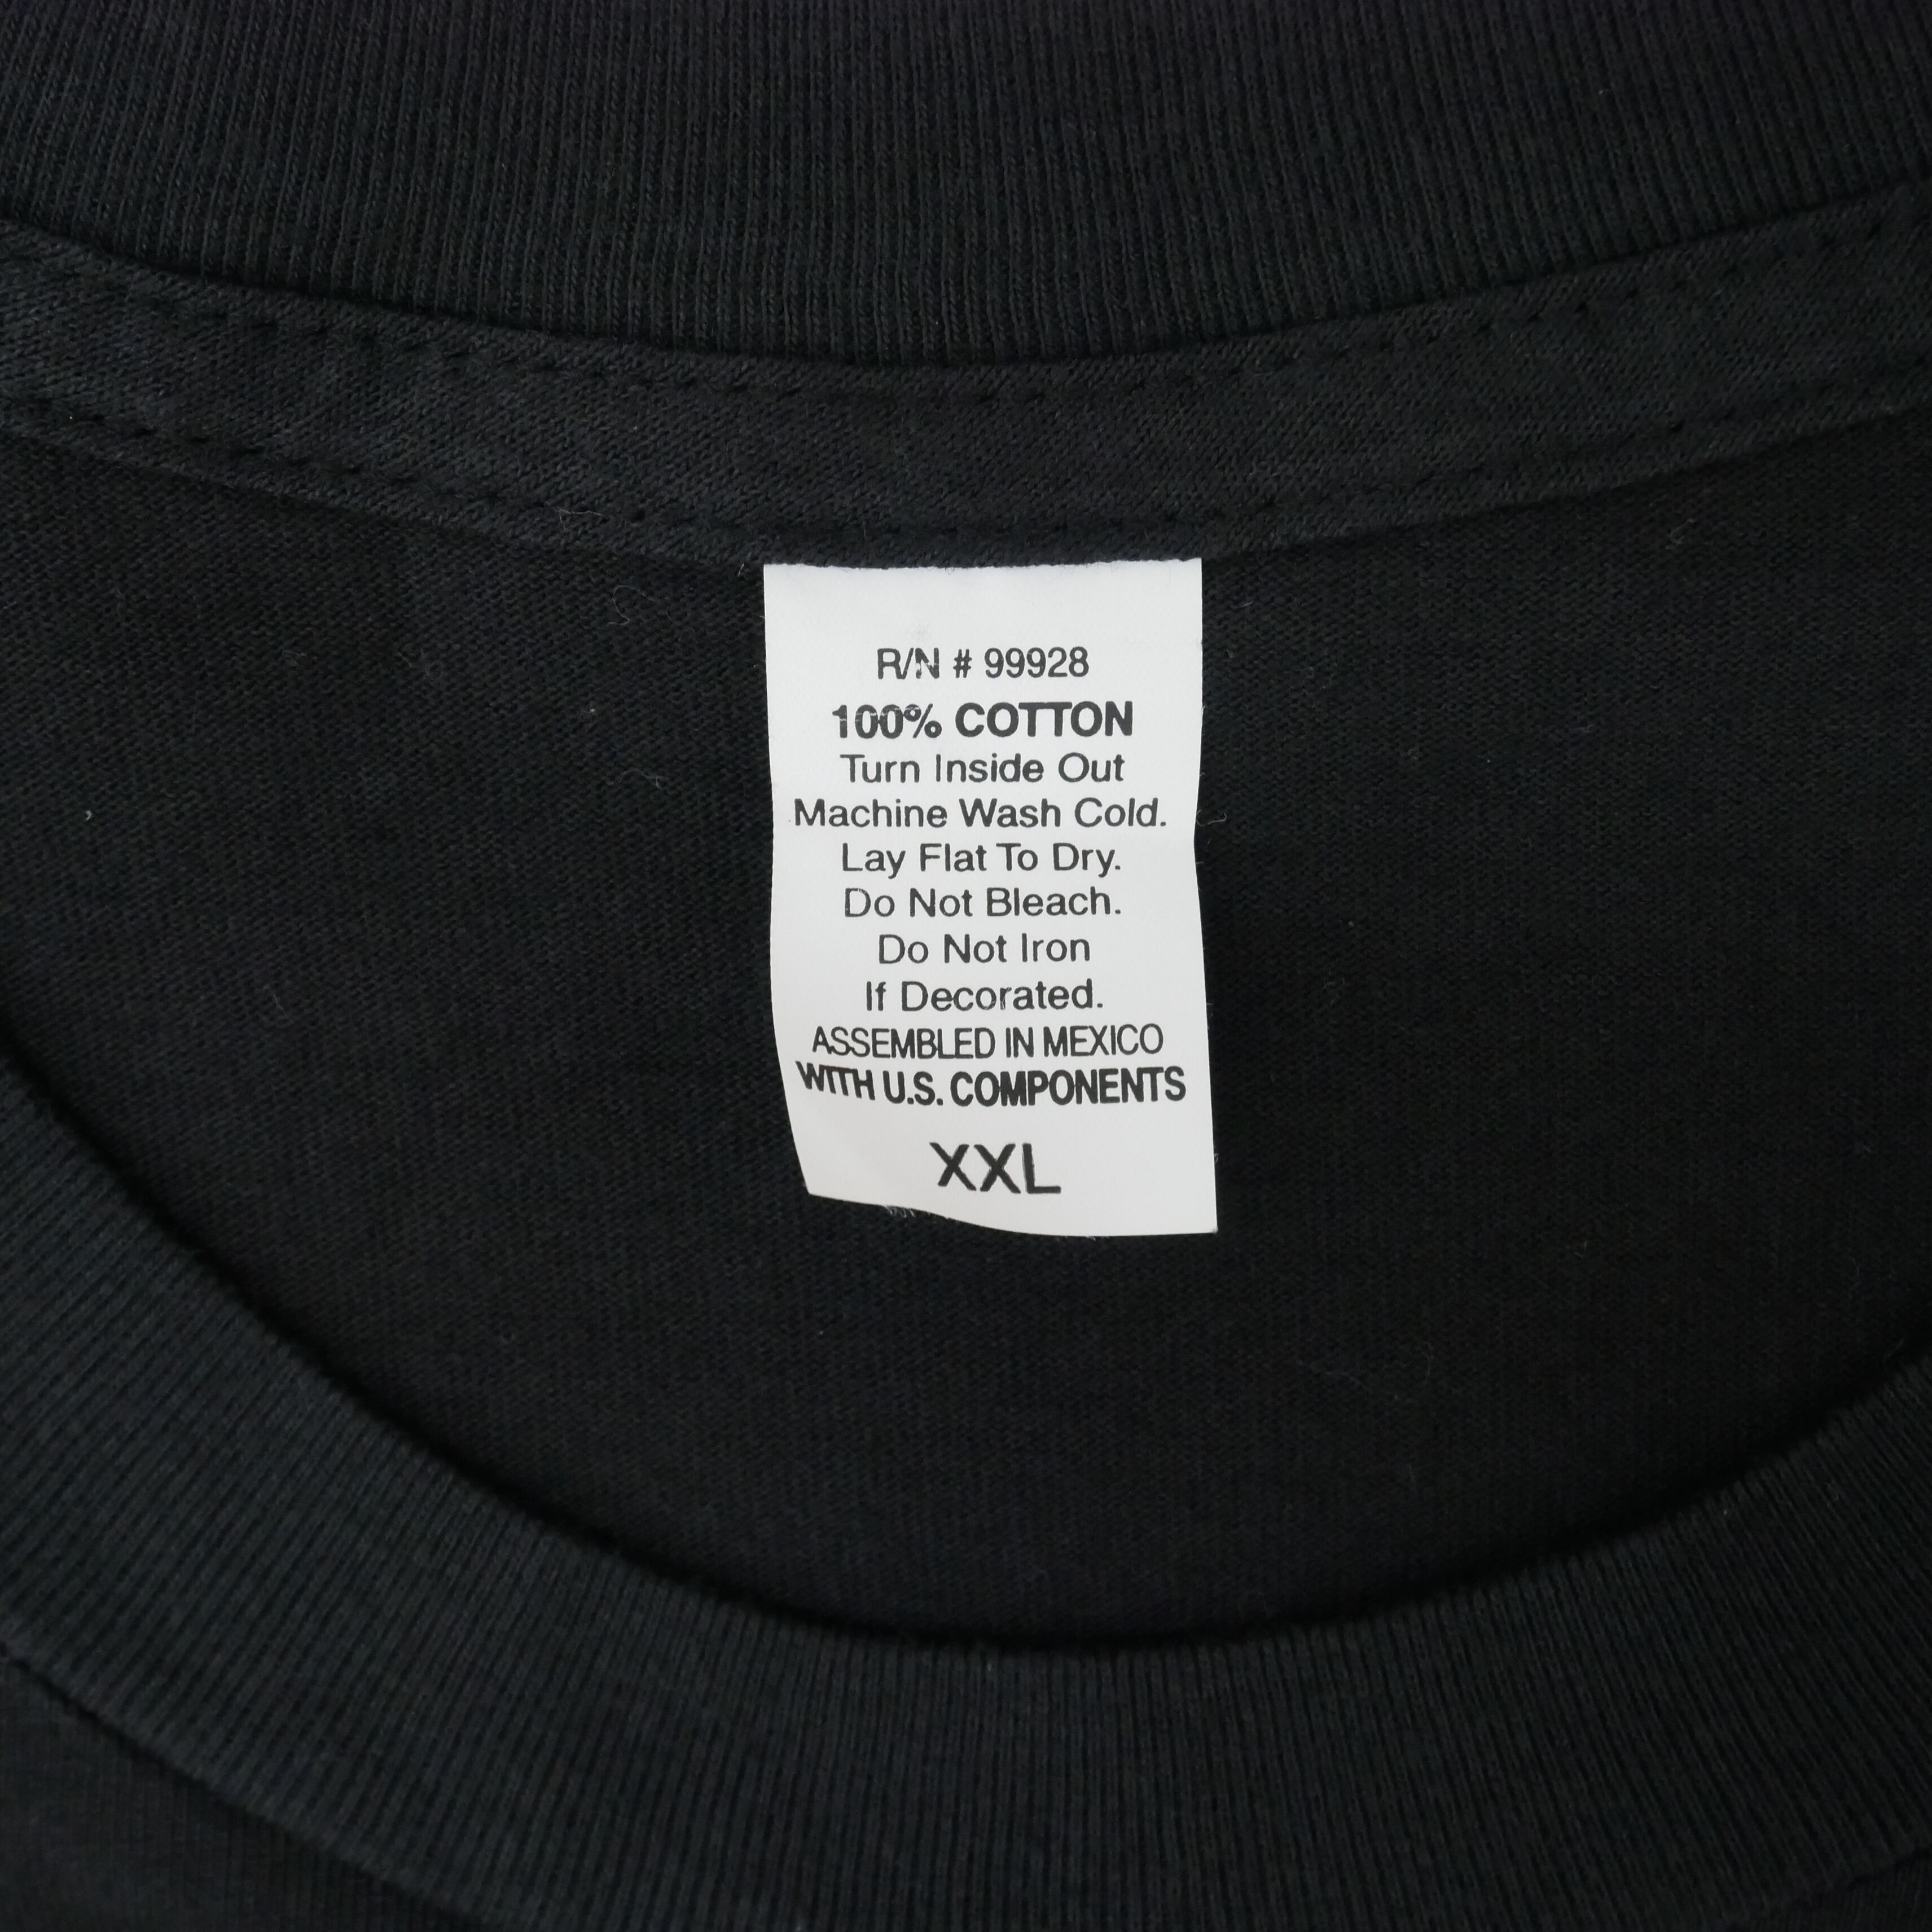 R/N # 99928
100% COTTON
Turn Inside Out
Machine Wash Cold.
Lay Flat To Dry.
Do Not Bleach.
Do Not Iron
If Decorated.
ASSEMBLED IN MEXICO
WITH U.S. COMPONENTS
XXL